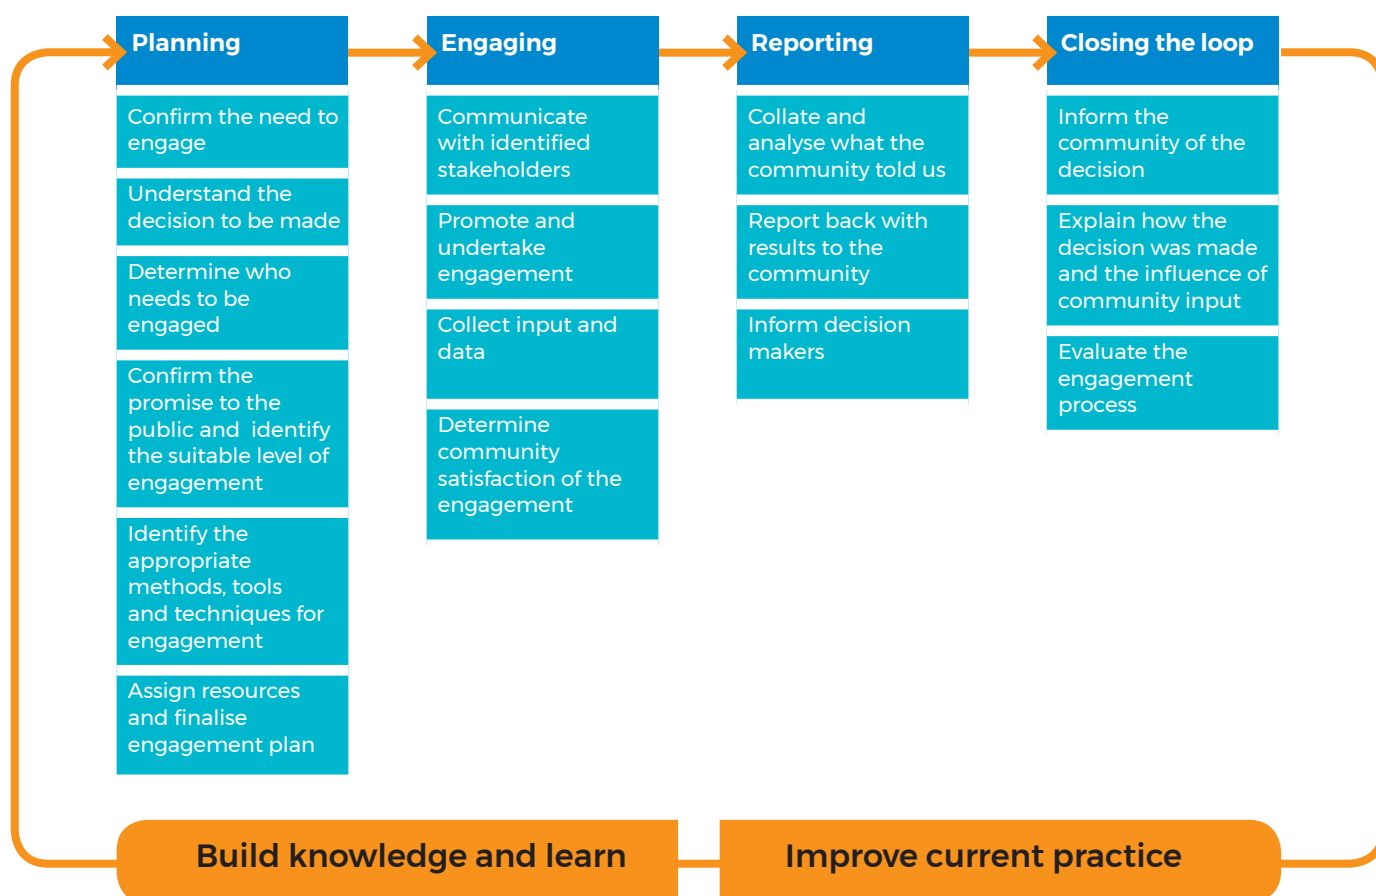 Planning
Confirm the need to
engage
Understand the
decision to be made
Determine who
needs to be
engaged
Confirm the
promise to the
public and  identify
the suitable level of
engagement
Identify the
appropriate
methods, tools
and techniques for
engagement
Assign resources
and finalise
engagement plan
Engaging
Communicate
with identified
stakeholders
Promote and
undertake
engagement
Collect input and
data
Determine
community
satisfaction of the
engagement
Reporting
Collate and
analyse what the
community told us
Report back with
results to the
community
Inform decision
makers
Closing the loop
Inform the
community of the
decision
Explain how the
decision was made
and the influence of
community input
Evaluate the
engagement
process
Build knowledge and learn
Improve current practice